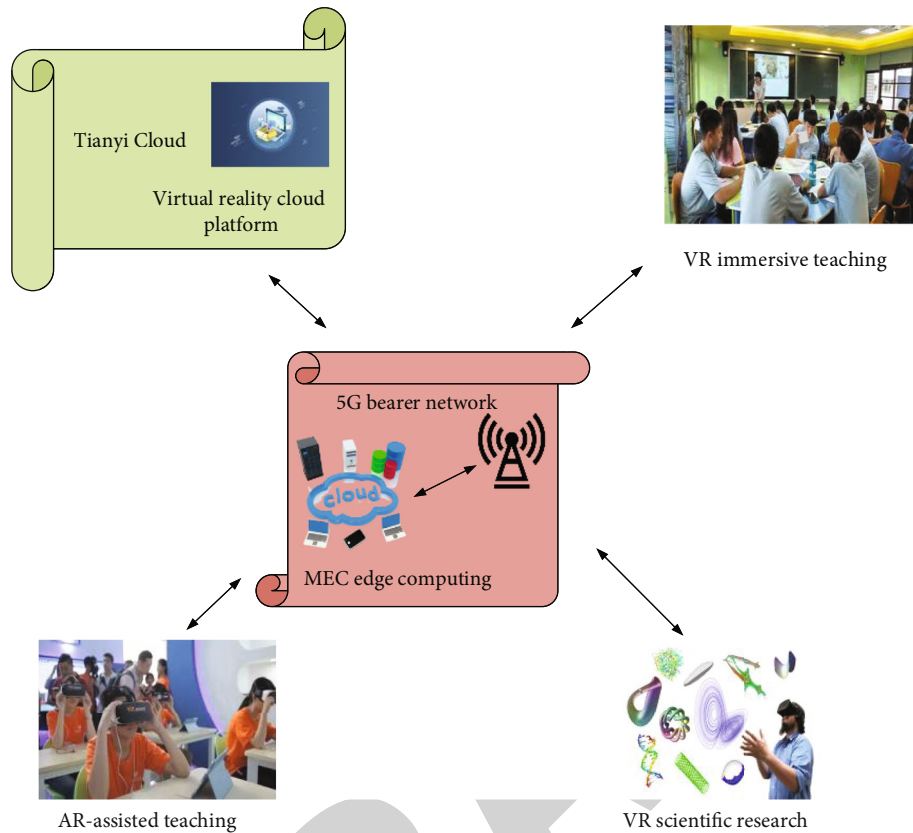 Tianyi Cloud
Virtual reality cloud
platform
VR immersive teaching
5G bearer network
cloud
MEC edge computing
AR-assisted teaching
VR scientific research